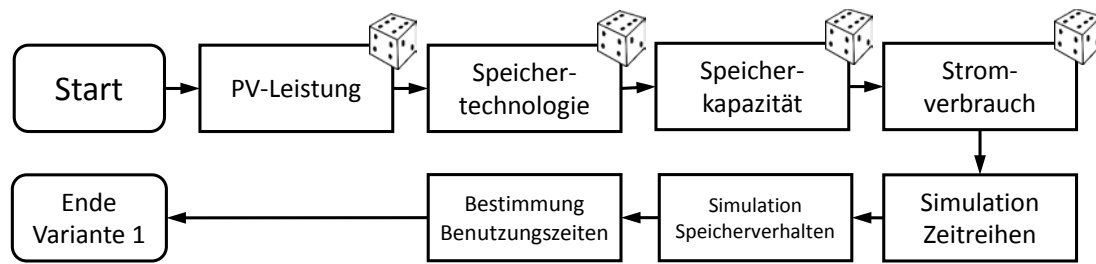 Start
PV-Leistung
Speicher-
technologie
Speicher-
kapazität
Strom-
verbrauch
Simulation
Zeitreihen
Simulation
Speicherverhalten
Bestimmung
Benutzungszeiten
Ende
Variante 1